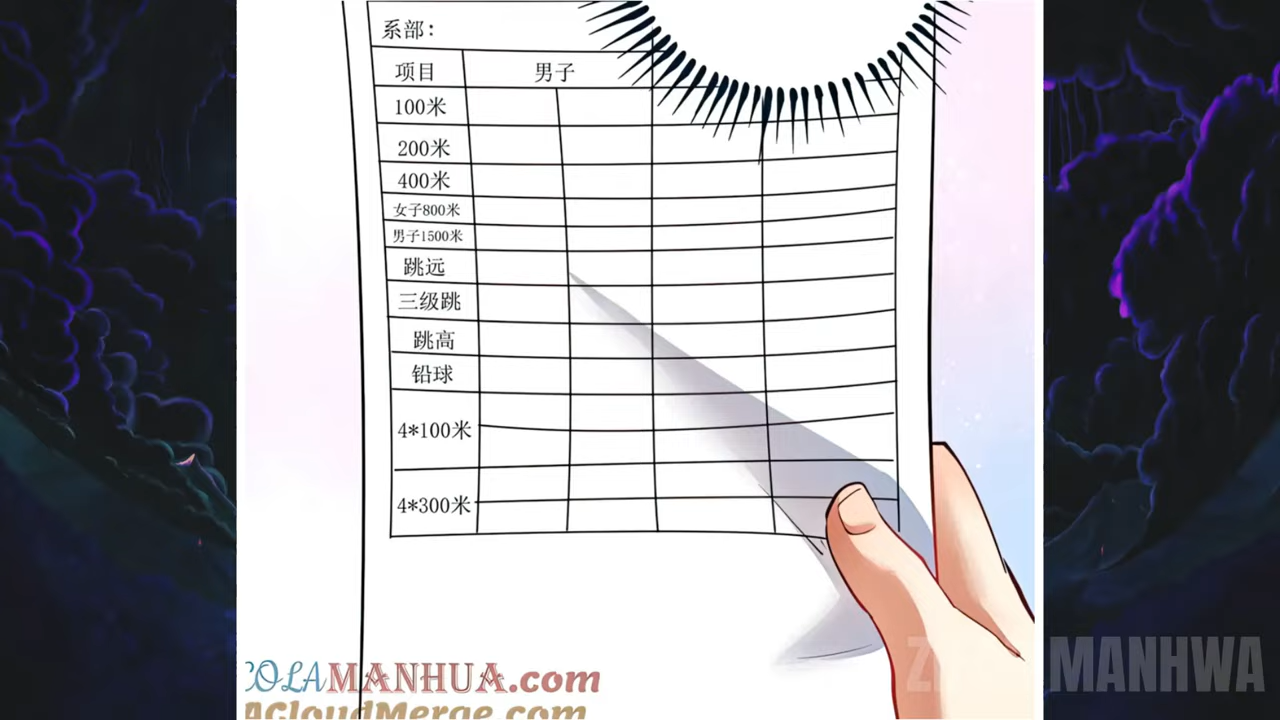 系部：
项目 男子
100米
200米
400米
女子800米
男子1500米
跳远
三级跳
跳高
铅球
4*100米
4*300米
COLAMANHUA.com
ACloudMerge.com
MANHWA